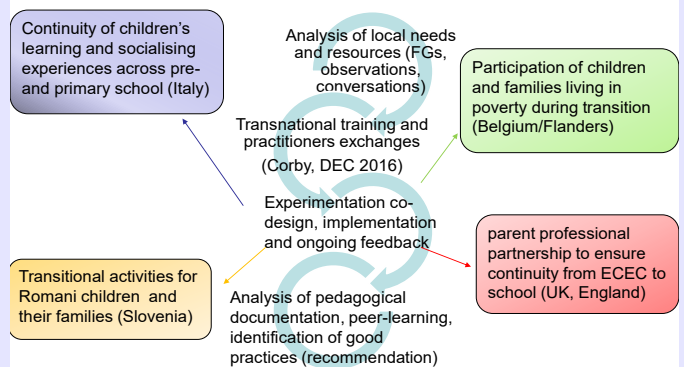 Continuity of children's
learning and socialising
experiences across pre-
and primary school (Italy)
Analysis of local needs
and resources (FGs,
observations,
conversations)
Participation of children
and families living in
poverty during transition
(Belgium/Flanders)
Transnational training and
practitioners exchanges
(Corby, DEC 2016)
Experimentation co-
design, implementation
and ongoing feedback
Transitional activities for
Romani children and
their families (Slovenia)
parent professional
partnership to ensure
continuity from ECEC to
school (UK, England)
Analysis of pedagogical
documentation, peer-learning,
identification of good
practices (recommendation)